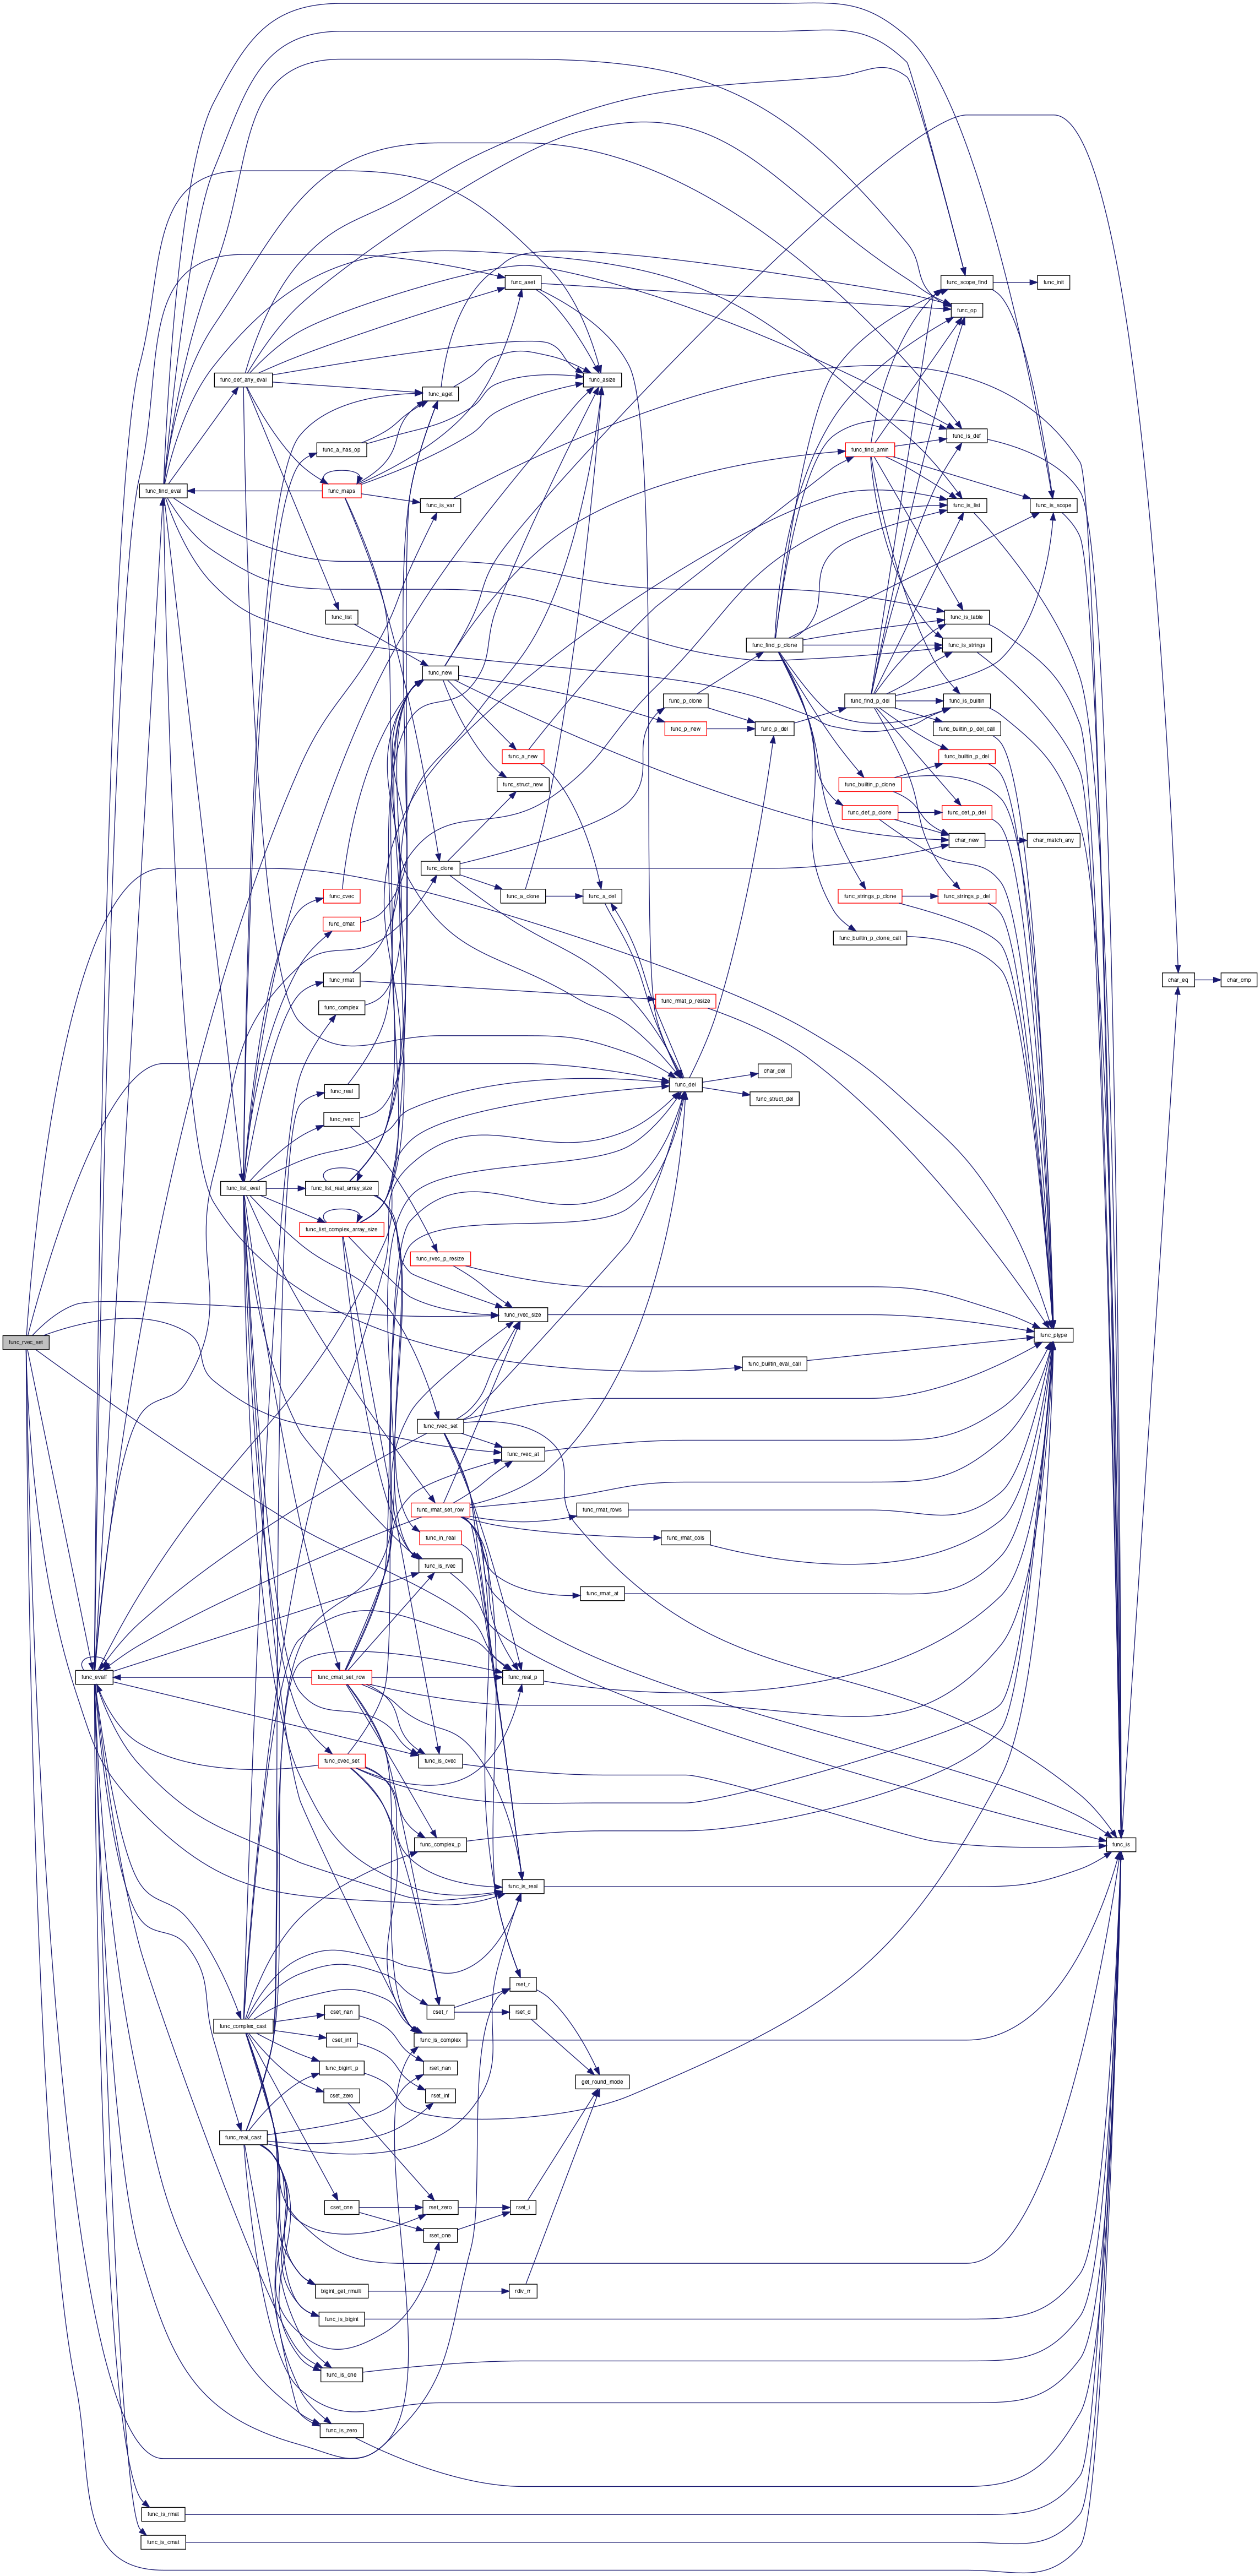 func_scope_find
func_init
func_aset
func_op
func_def_any_eval
func_asize
func_aget
func_is_def
func_a_has_op
func_find_amin
func_find_eval
func_maps
func_is_var
func_is_list
func_is_scope
func_list
func_is_table
func_find_p_clone
func_is_strings
func_new
func_p_clone
func_find_p_del
func_is_builtin
func_p_new
func_p_del
func_builtin_p_del_call
func_a_new
func_builtin_p_del
func_struct_new
func_builtin_p_clone
func_def_p_clone
func_def_p_del
char_new
char_match_any
func_clone
func_cvec
func_a_clone
func_a_del
func_strings_p_clone
func_strings_p_del
func_cmat
func_builtin_p_clone_call
func_rmat
char_eq
char_cmp
func_complex
func_rmat_p_resize
char_del
func_real
func_del
func_struct_del
func_rvec
func_list_eval
func_list_real_array_size
func_list_complex_array_size
func_rvec_p_resize
func_rvec_size
func_rvec_set
func_ptype
func_builtin_eval_call
func_rvec_set
func_rvec_at
func_rmat_set_row
func_rmat_rows
func_in_real
func_rmat_cols
func_is_rvec
func_rmat_at
func_evalf
func_cmat_set_row
func_real_p
func_cvec_set
func_is_cvec
func_complex_p
func_is
func_is_real
rset_r
cset_nan
cset_r
rset_d
func_complex_cast
cset_inf
func_is_complex
func_bigint_p
rset_nan
get_round_mode
cset_zero
rset_inf
func_real_cast
cset_one
rset_zero
rset_i
rset_one
bigint_get_rmulti
rdiv_rr
func_is_bigint
func_is_one
func_is_zero
func_is_rmat
func_is_cmat